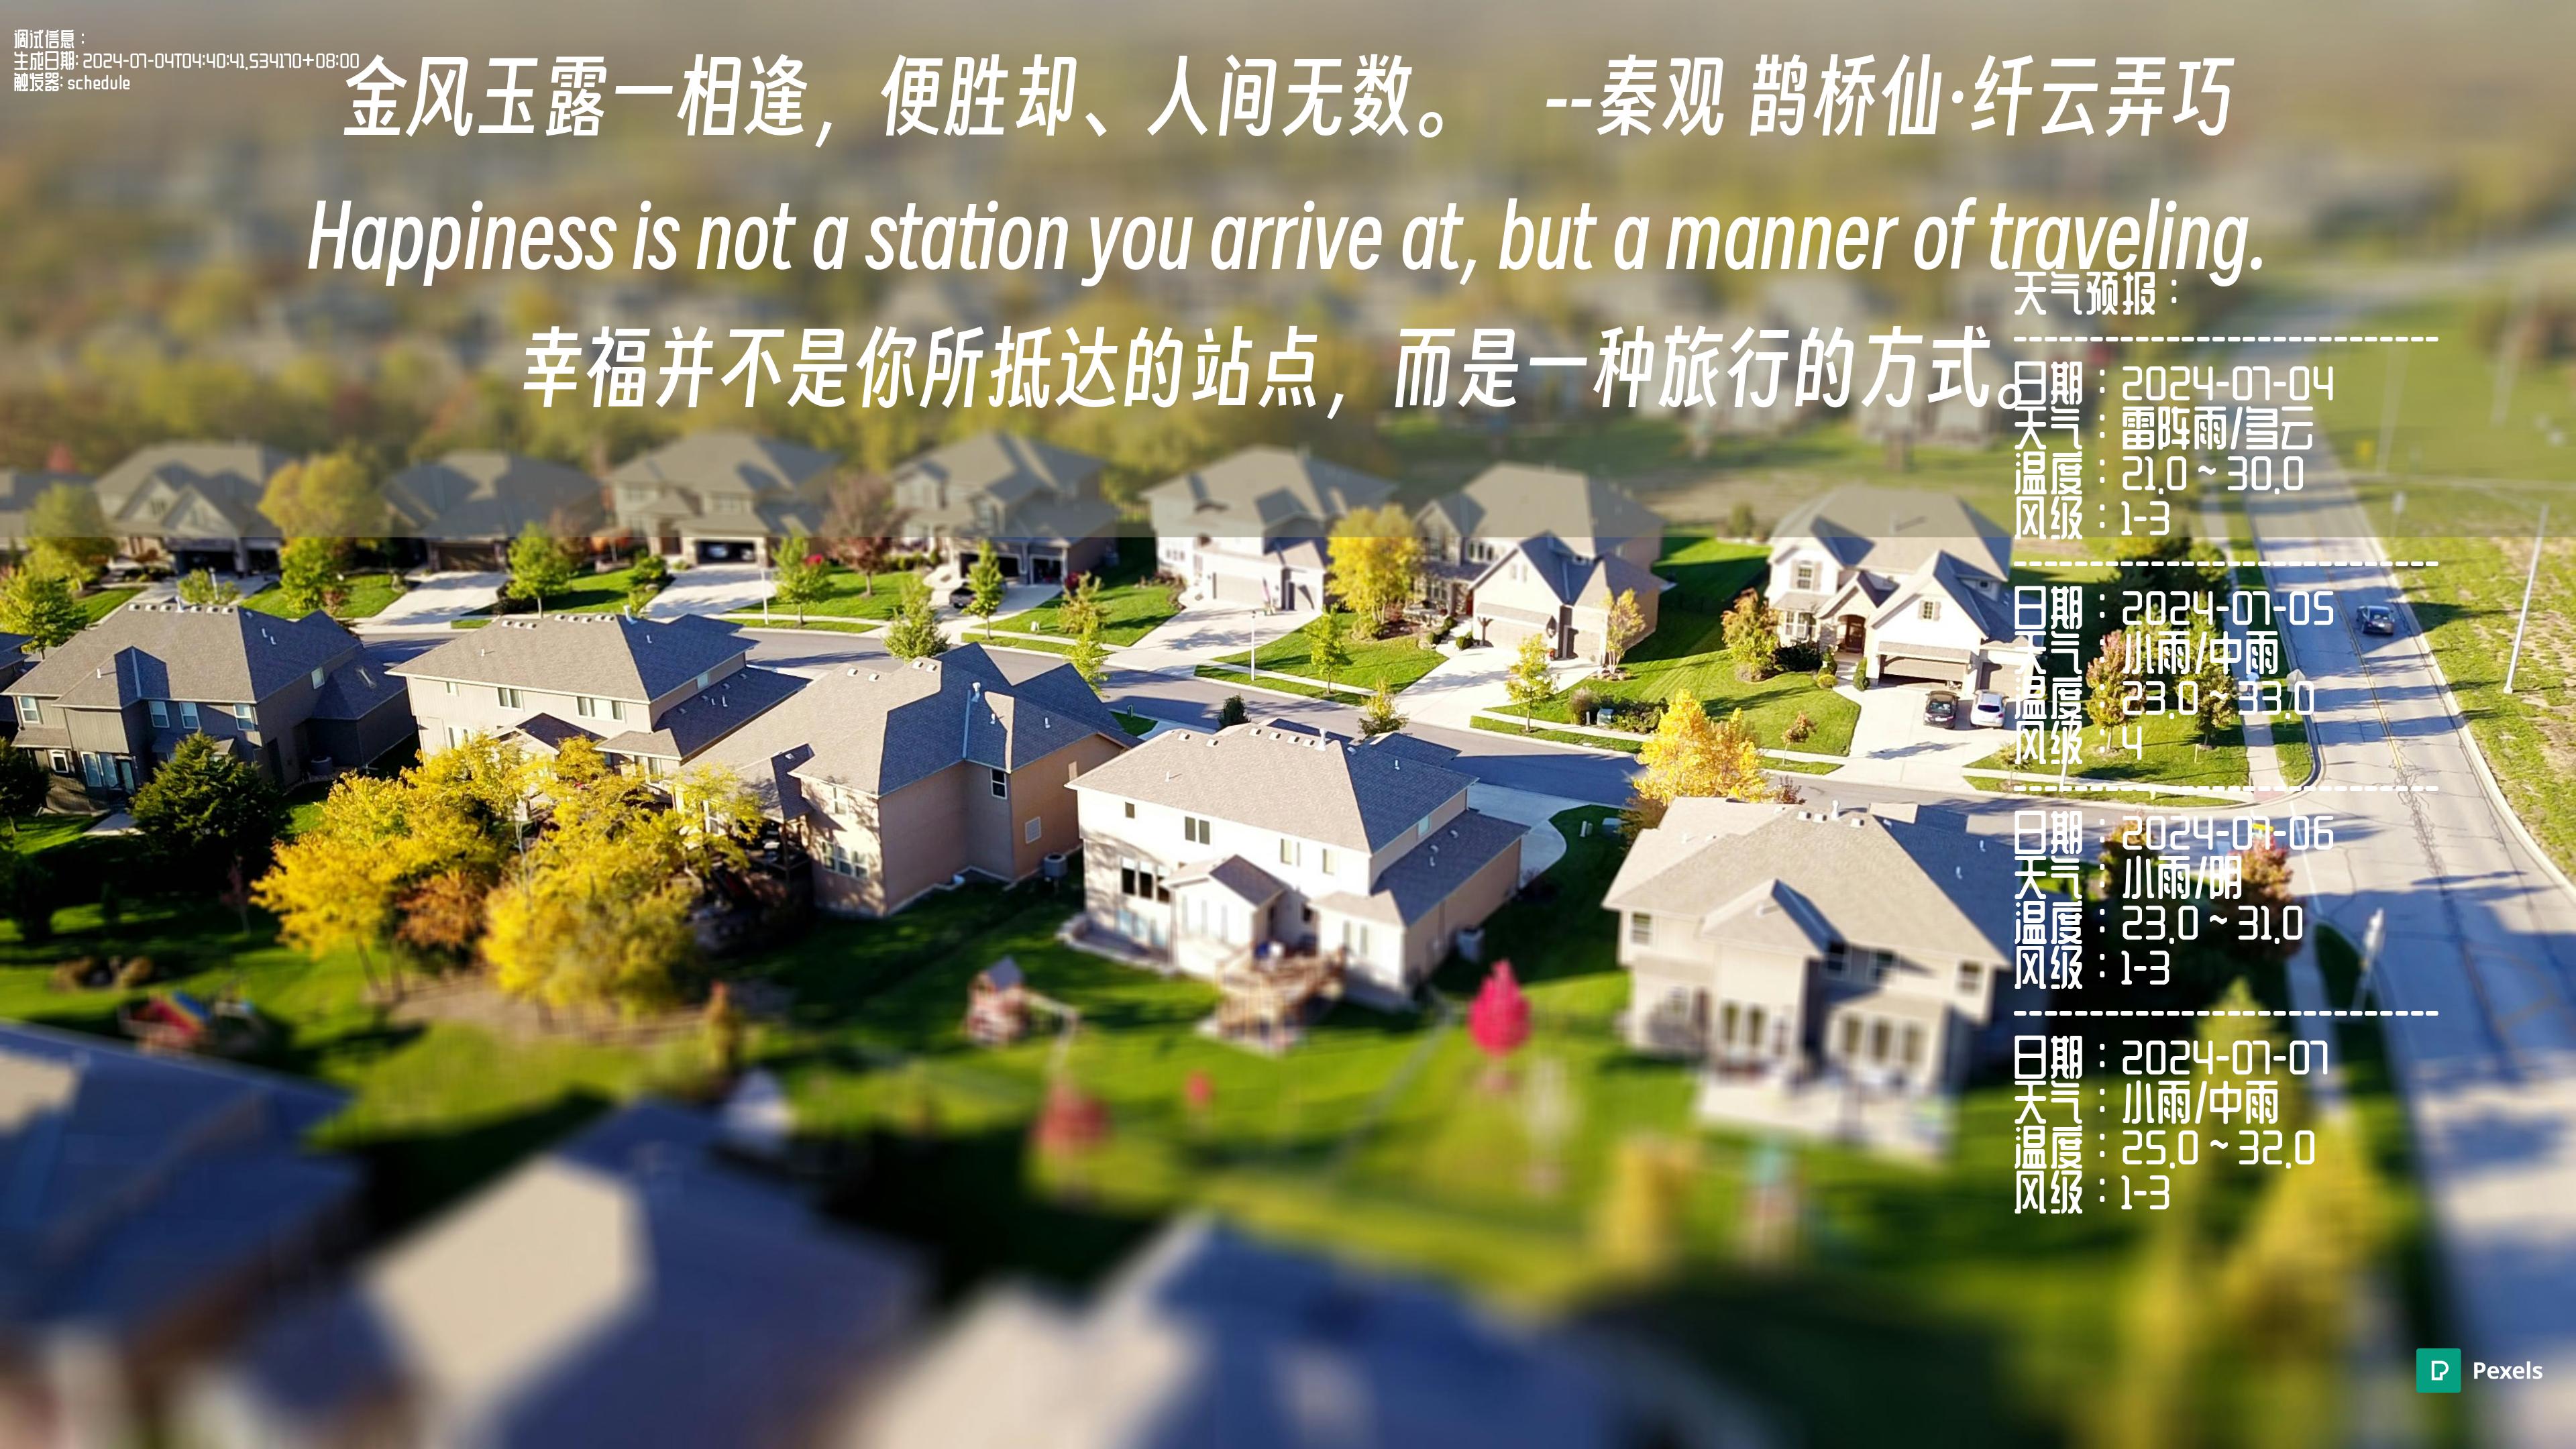 调试信息：
生成日期: 2024-07-04T04:40:41.534170+08:00
触发器: schedule
金风玉露一相逢，便胜却、人间无数。 --秦观 鹊桥仙·纤云弄巧
Happiness is not a station you arrive at, but a manner of traveling.
幸福并不是你所抵达的站点，而是一种旅行的方式。
天气预报：
------------------------------
日期：2024-07-04
天气：雷阵雨/多云
温度：21.0 ~ 30.0
风级：1-3
------------------------------
日期：2024-07-05
天气：小雨/中雨
温度：23.0 ~ 33.0
风级：4
------------------------------
日期：2024-07-06
天气：小雨/阴
温度：23.0 ~ 31.0
风级：1-3
------------------------------
日期：2024-07-07
天气：小雨/中雨
温度：25.0 ~ 32.0
风级：1-3
Pexels